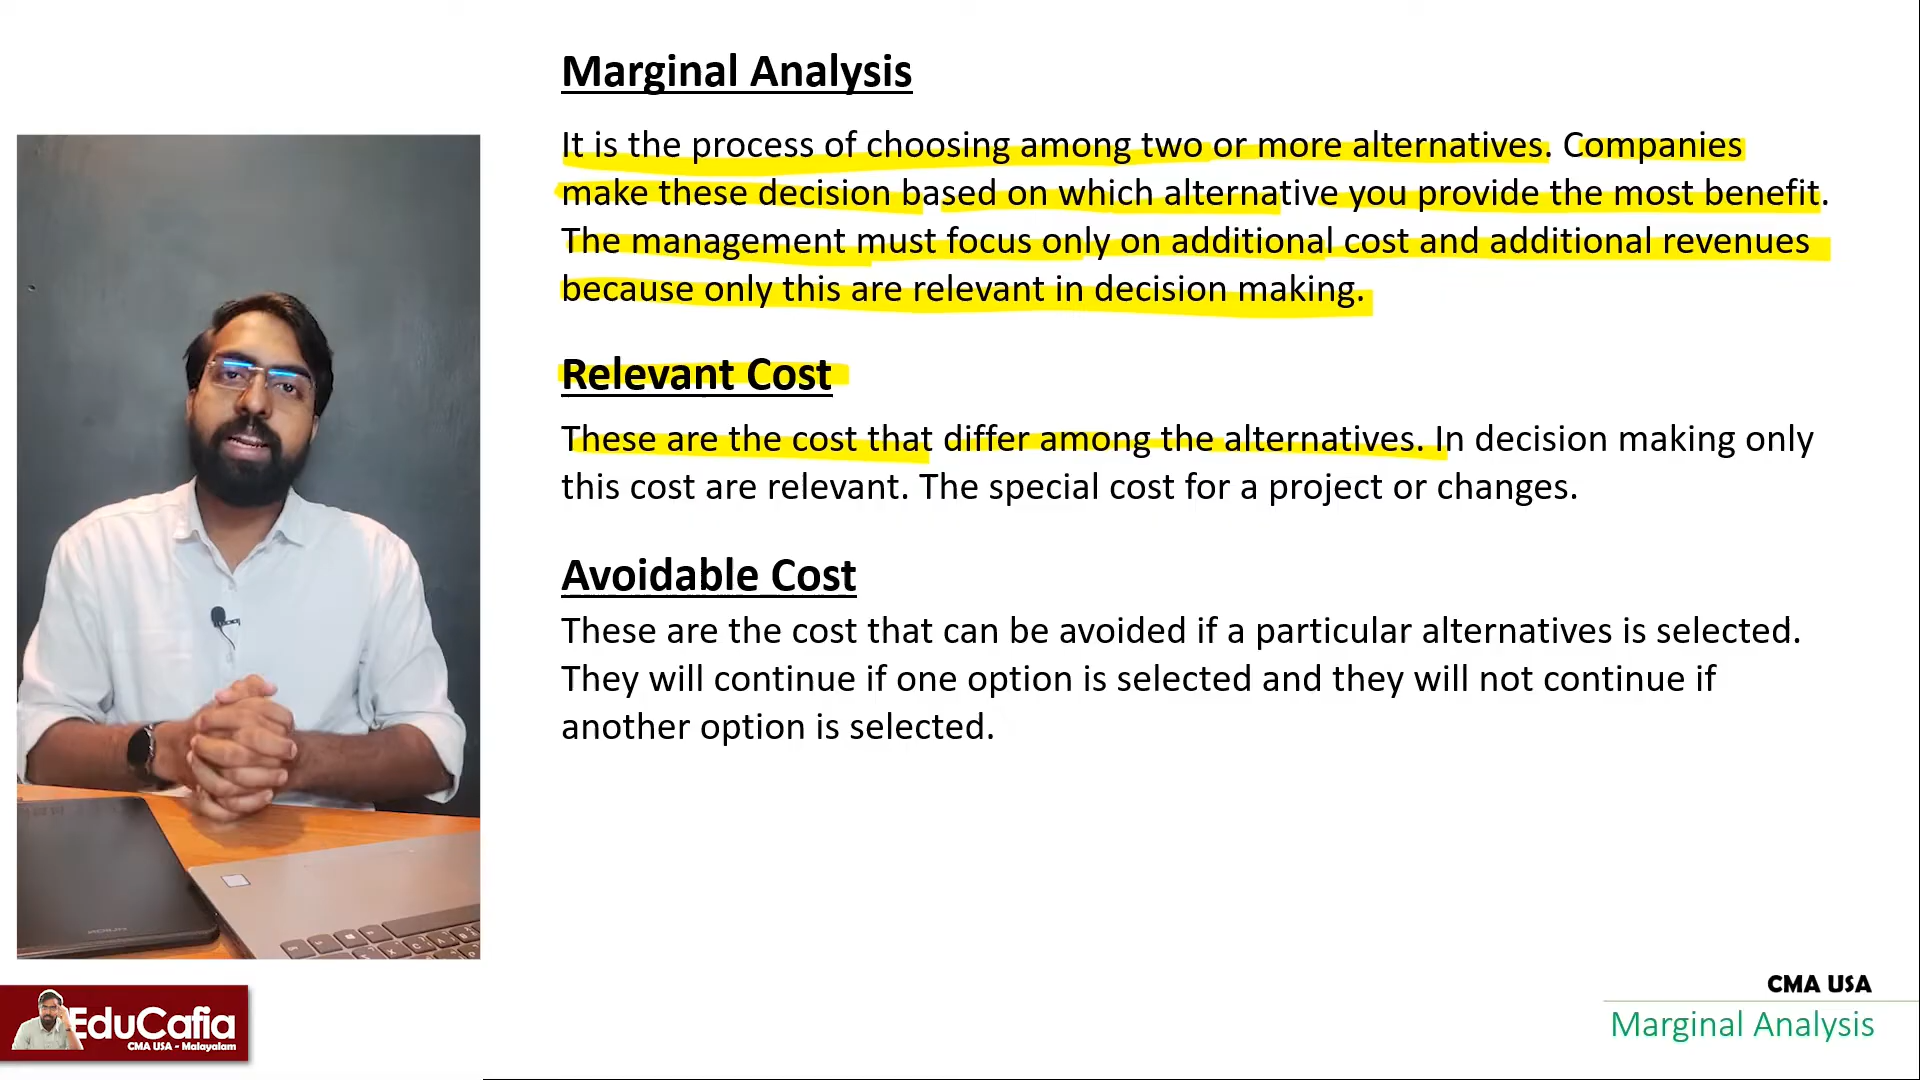 Marginal Analysis
It is the process of choosing among two or more alternatives. Companies
make these decision based on which alternative you provide the most benefit.
The management must focus only on additional cost and additional revenues
because only this are relevant in decision making.
Relevant Cost
These are the cost that differ among the alternatives. In decision making only
this cost are relevant. The special cost for a project or changes.
Avoidable Cost
These are the cost that can be avoided if a particular alternatives is selected.
They will continue if one option is selected and they will not continue if
another option is selected.
EduCafia
CMA USA - Malayalam
CMA USA
Marginal Analysis